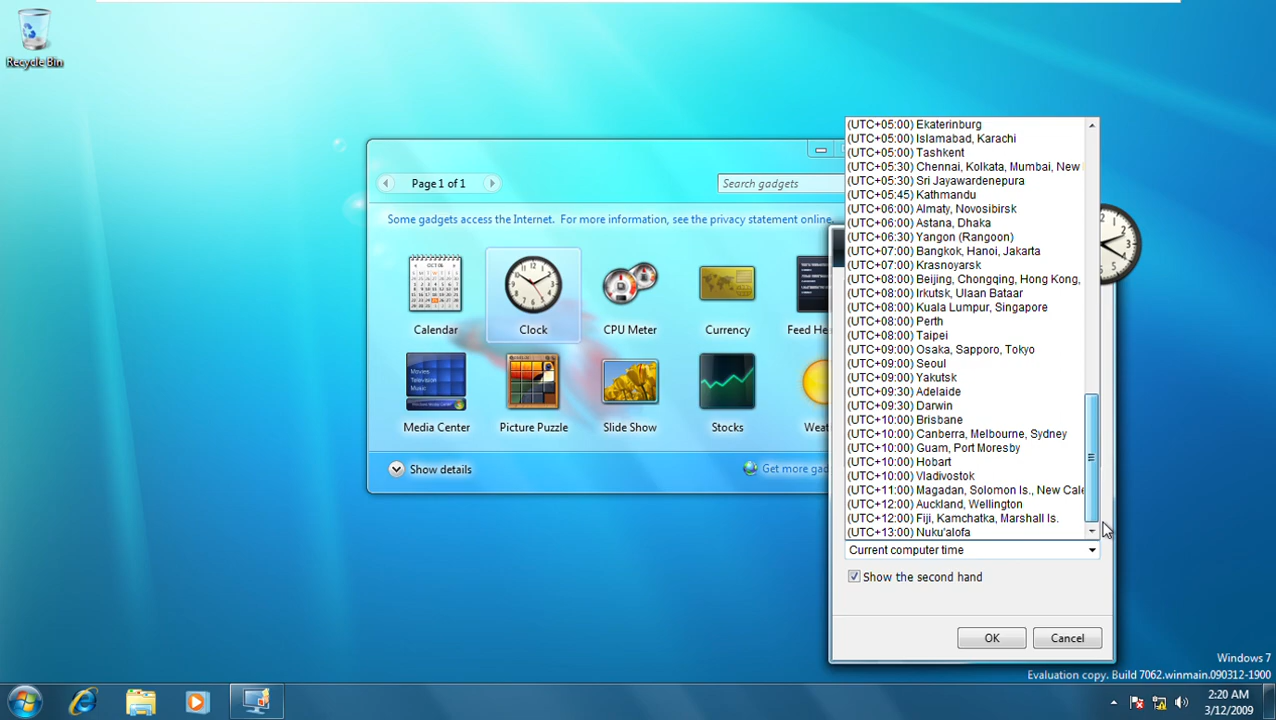 Recycle Bin
Page 1 of 1
Search gadgets
Some gadgets access the Internet. For more information, see the privacy statement online.
Calendar
Clock
CPU Meter
Currency
Feed He
Media Center
Picture Puzzle
Slide Show
Stocks
Weat
Show details
Get more gad
(UTC+05:00) Ekaterinburg
(UTC+05:00) Islamabad, Karachi
(UTC+05:00) Tashkent
(UTC+05:30) Chennai, Kolkata, Mumbai, New
(UTC+05:30) Sri Jayawardenepura
(UTC+05:45) Kathmandu
(UTC+06:00) Almaty, Novosibirsk
(UTC+06:00) Astana, Dhaka
(UTC+06:30) Yangon (Rangoon)
(UTC+07:00) Bangkok, Hanoi, Jakarta
(UTC+07:00) Krasnoyarsk
(UTC+08:00) Beijing, Chongqing, Hong Kong,
(UTC+08:00) Irkutsk, Ulaan Bataar
(UTC+08:00) Kuala Lumpur, Singapore
(UTC+08:00) Perth
(UTC+08:00) Taipei
(UTC+09:00) Osaka, Sapporo, Tokyo
(UTC+09:00) Seoul
(UTC+09:00) Yakutsk
(UTC+09:30) Adelaide
(UTC+09:30) Darwin
(UTC+10:00) Brisbane
(UTC+10:00) Canberra, Melbourne, Sydney
(UTC+10:00) Guam, Port Moresby
(UTC+10:00) Hobart
(UTC+10:00) Vladivostok
(UTC+11:00) Magadan, Solomon Is., New Cale
(UTC+12:00) Auckland, Wellington
(UTC+12:00) Fiji, Kamchatka, Marshall Is.
(UTC+13:00) Nuku'alofa
Current computer time
Show the second hand
OK
Cancel
Windows 7
Evaluation copy. Build 7062.winmain.090312-1900
2:20 AM
3/12/2009